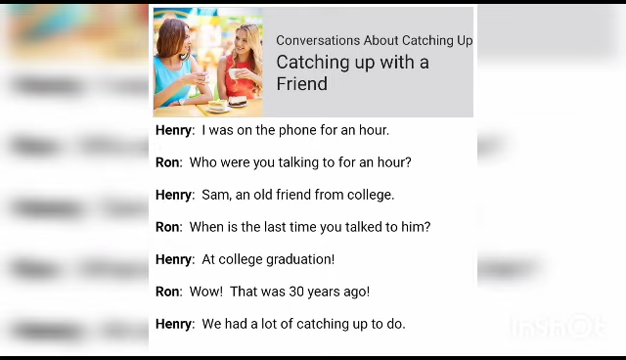 Conversations About Catching Up
Catching up with a
Friend
Henry: I was on the phone for an hour.
Ron: Who were you talking to for an hour?
Henry: Sam, an old friend from college.
Ron: When is the last time you talked to him?
Henry: At college graduation!
Ron: Wow! That was 30 years ago!
Henry: We had a lot of catching up to do.
InShOt